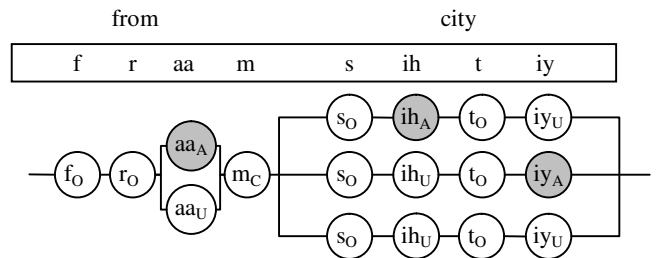 from city
f r aa m s ih t iy
s_O ih_A t_O iy_U
aa_A
f_O r_O m_C s_O ih_U t_O iy_A
aa_U
s_O ih_U t_O iy_U